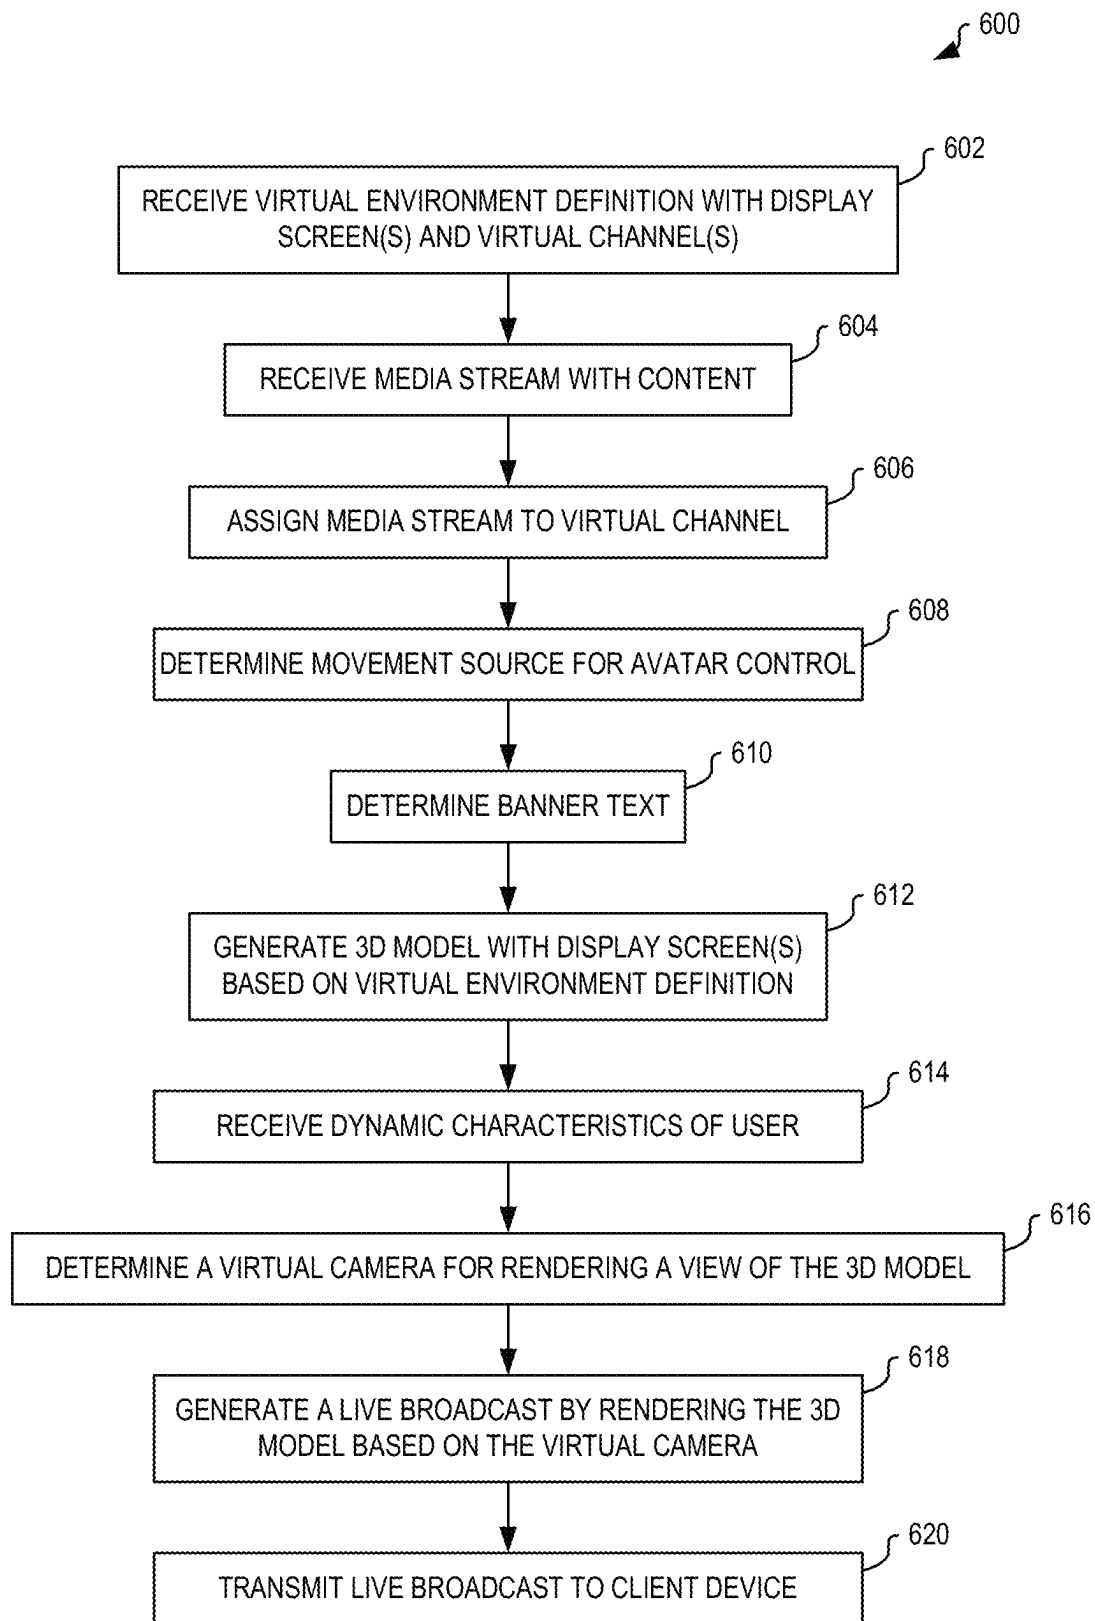 600
602
RECEIVE VIRTUAL ENVIRONMENT DEFINITION WITH DISPLAY
SCREEN(S) AND VIRTUAL CHANNEL(S)
604
RECEIVE MEDIA STREAM WITH CONTENT
606
ASSIGN MEDIA STREAM TO VIRTUAL CHANNEL
608
DETERMINE MOVEMENT SOURCE FOR AVATAR CONTROL
610
DETERMINE BANNER TEXT
612
GENERATE 3D MODEL WITH DISPLAY SCREEN(S)
BASED ON VIRTUAL ENVIRONMENT DEFINITION
614
RECEIVE DYNAMIC CHARACTERISTICS OF USER
616
DETERMINE A VIRTUAL CAMERA FOR RENDERING A VIEW OF THE 3D MODEL
618
GENERATE A LIVE BROADCAST BY RENDERING THE 3D
MODEL BASED ON THE VIRTUAL CAMERA
620
TRANSMIT LIVE BROADCAST TO CLIENT DEVICE